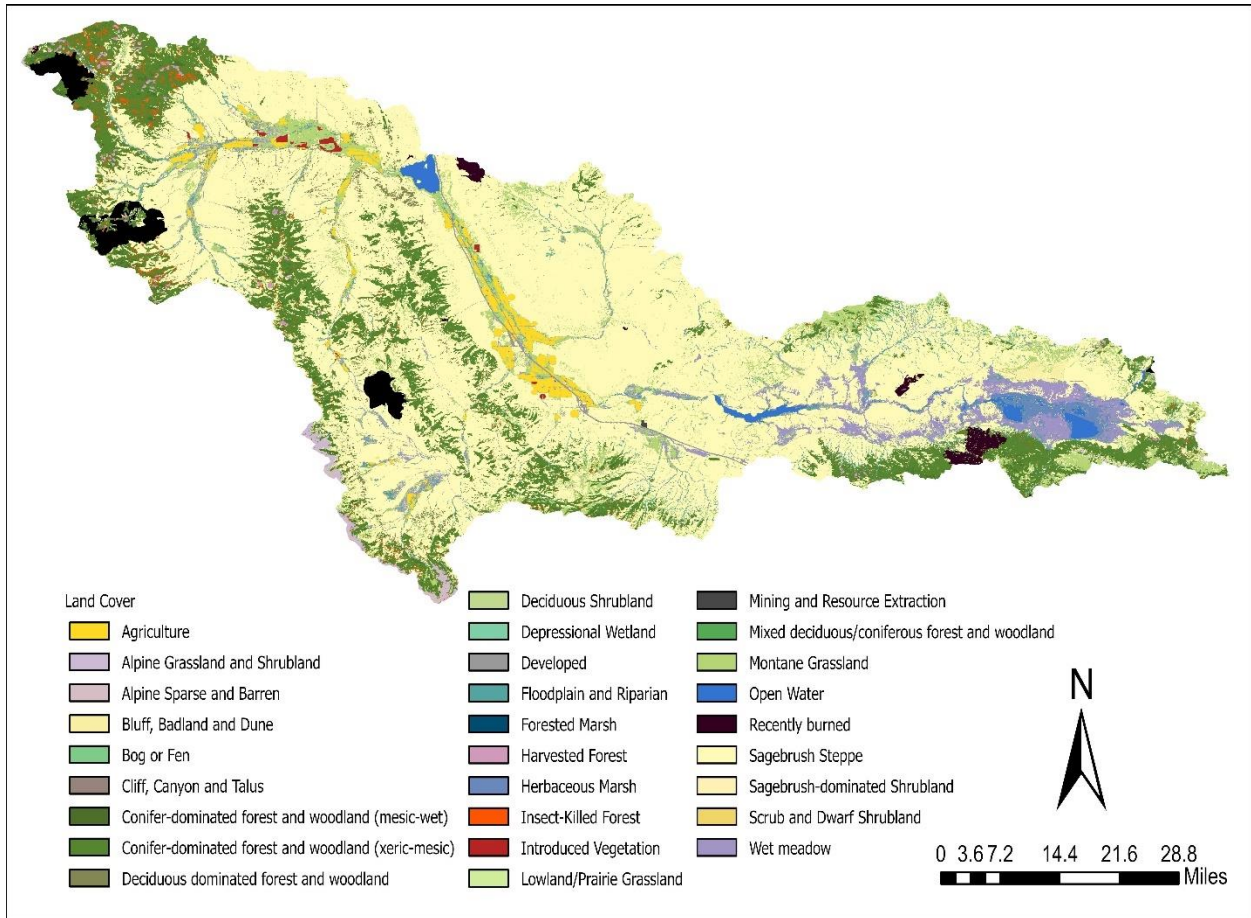 Land Cover
Agriculture
Alpine Grassland and Shrubland
Alpine Sparse and Barren
Bluff, Badland and Dune
Bog or Fen
Cliff, Canyon and Talus
Conifer-dominated forest and woodland (mesic-wet)
Conifer-dominated forest and woodland (xeric-mesic)
Deciduous dominated forest and woodland
Deciduous Shrubland
Depressional Wetland
Developed
Floodplain and Riparian
Forested Marsh
Harvested Forest
Herbaceous Marsh
Insect-Killed Forest
Introduced Vegetation
Lowland/Prairie Grassland
Mining and Resource Extraction
Mixed deciduous/coniferous forest and woodland
Montane Grassland
Open Water
Recently burned
Sagebrush Steppe
Sagebrush-dominated Shrubland
Scrub and Dwarf Shrubland
Wet meadow
N
0 3.6 7.2 14.4 21.6 28.8
Miles